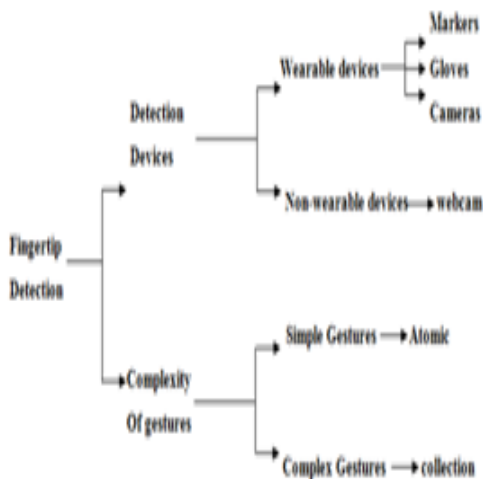 Markers
Wearable devices
Gloves
Cameras
Detection
Devices
Non-wearable devices
webcam
Fingertip
Detection
Simple Gestures
Atomic
Complexity
Of gestures
Complex Gestures
collection